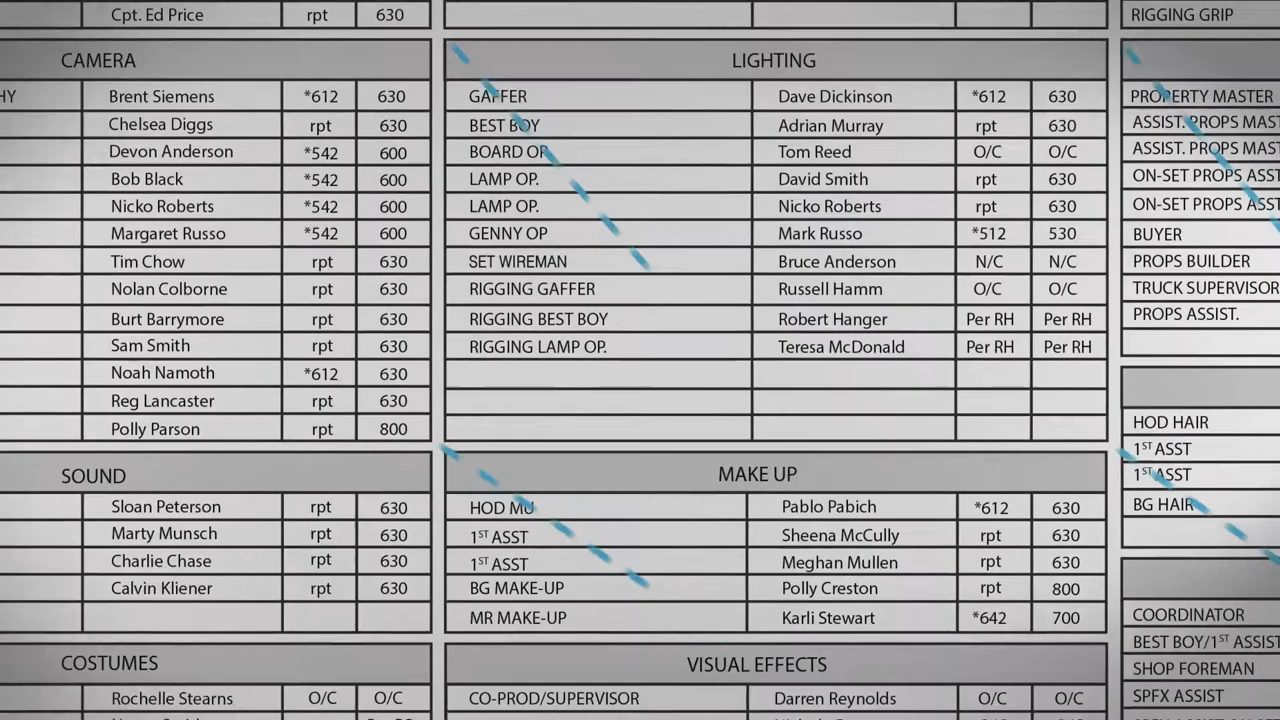 Cpt. Ed Price rpt 630
RIGGING GRIP
CAMERA
HY Brent Siemens *612 630
Chelsea Diggs rpt 630
Devon Anderson *542 600
Bob Black *542 600
Nicko Roberts *542 600
Margaret Russo *542 600
Tim Chow rpt 630
Nolan Colborne rpt 630
Burt Barrymore rpt 630
Sam Smith rpt 630
Noah Namoth *612 630
Reg Lancaster rpt 630
Polly Parson rpt 800
SOUND
Sloan Peterson rpt 630
Marty Munsch rpt 630
Charlie Chase rpt 630
Calvin Kliener rpt 630
COSTUMES
Rochelle Stearns O/C O/C
LIGHTING
GAFFER Dave Dickinson *612 630
BEST BOY Adrian Murray rpt 630
BOARD OP Tom Reed O/C O/C
LAMP OP. David Smith rpt 630
LAMP OP. Nicko Roberts rpt 630
GENNY OP Mark Russo *512 530
SET WIREMAN Bruce Anderson N/C N/C
RIGGING GAFFER Russell Hamm O/C O/C
RIGGING BEST BOY Robert Hanger Per RH Per RH
RIGGING LAMP OP. Teresa McDonald Per RH Per RH
MAKE UP
HOD MU Pablo Pabich *612 630
1ST ASST Sheena McCully rpt 630
1ST ASST Meghan Mullen rpt 630
BG MAKE-UP Polly Creston rpt 800
MR MAKE-UP Karli Stewart *642 700
VISUAL EFFECTS
CO-PROD/SUPERVISOR Darren Reynolds O/C O/C
PROPERTY MASTER
ASSIST. PROPS MAST
ASSIST. PROPS MAST
ON-SET PROPS ASST
ON-SET PROPS ASST
BUYER
PROPS BUILDER
TRUCK SUPERVISOR
PROPS ASSIST.
HOD HAIR
1ST ASST
1ST ASST
BG HAIR
COORDINATOR
BEST BOY/1ST ASSIST
SHOP FOREMAN
SPFX ASSIST